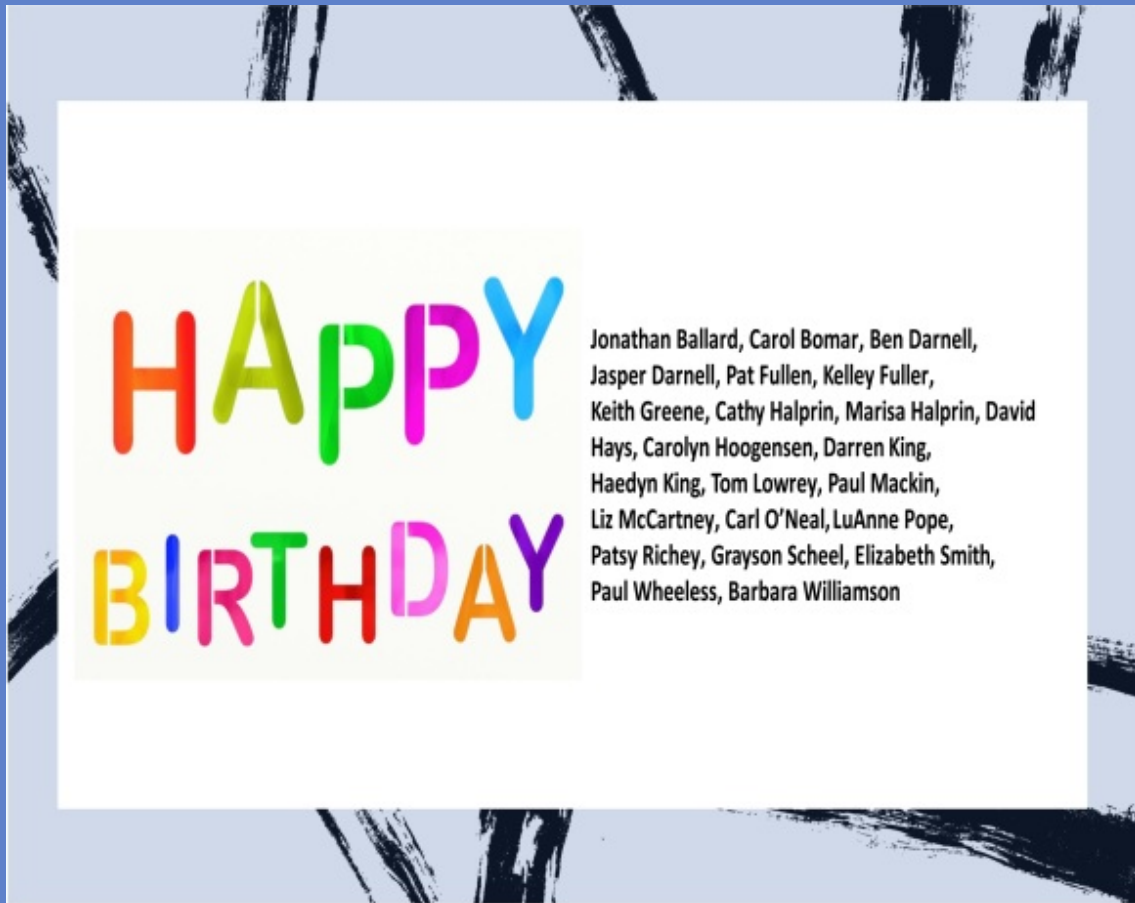 HAPPY
BIRTHDAY
Jonathan Ballard, Carol Bomar, Ben Darnell,
Jasper Darnell, Pat Fullen, Kelley Fuller,
Keith Greene, Cathy Halprin, Marisa Halprin, David
Hays, Carolyn Hoogensen, Darren King,
Haedyn King, Tom Lowrey, Paul Mackin,
Liz McCartney, Carl O’Neal, LuAnne Pope,
Patsy Richey, Grayson Scheel, Elizabeth Smith,
Paul Wheeless, Barbara Williamson